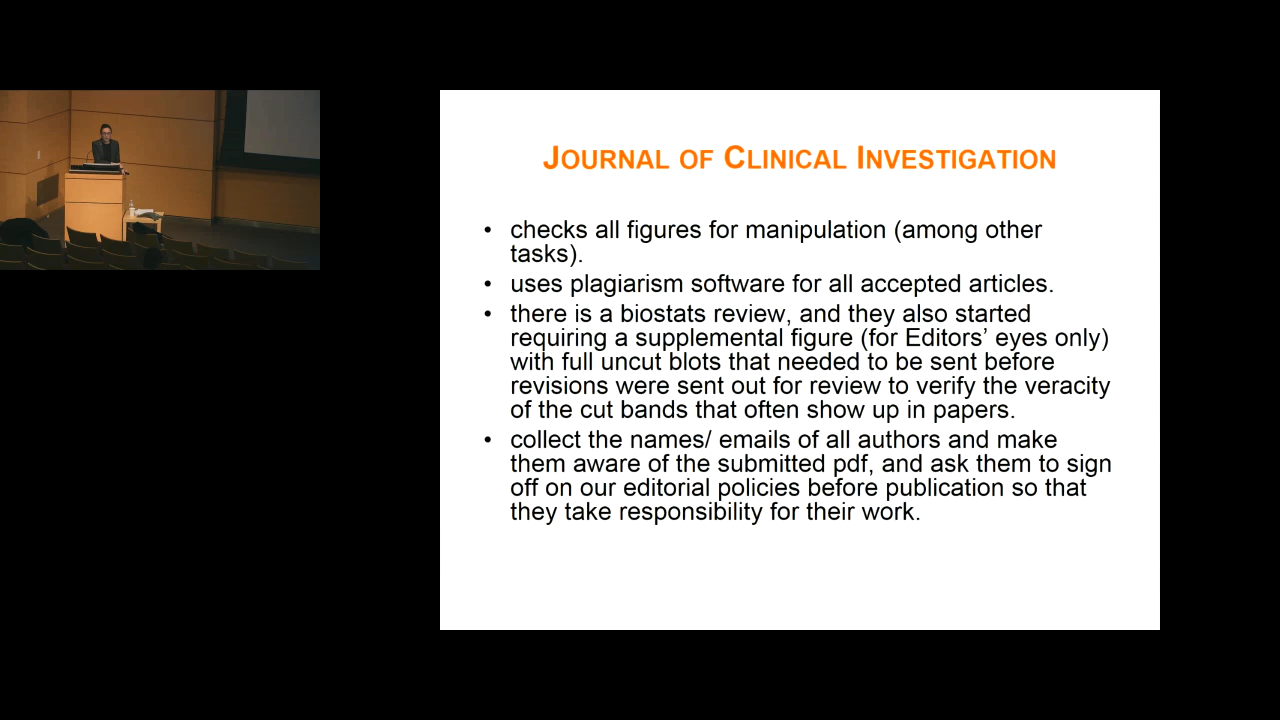 JOURNAL OF CLINICAL INVESTIGATION
• checks all figures for manipulation (among other
tasks).
• uses plagiarism software for all accepted articles.
• there is a biostats review, and they also started
requiring a supplemental figure (for Editors’ eyes only)
with full uncut blots that needed to be sent before
revisions were sent out for review to verify the veracity
of the cut bands that often show up in papers.
• collect the names/ emails of all authors and make
them aware of the submitted pdf, and ask them to sign
off on our editorial policies before publication so that
they take responsibility for their work.